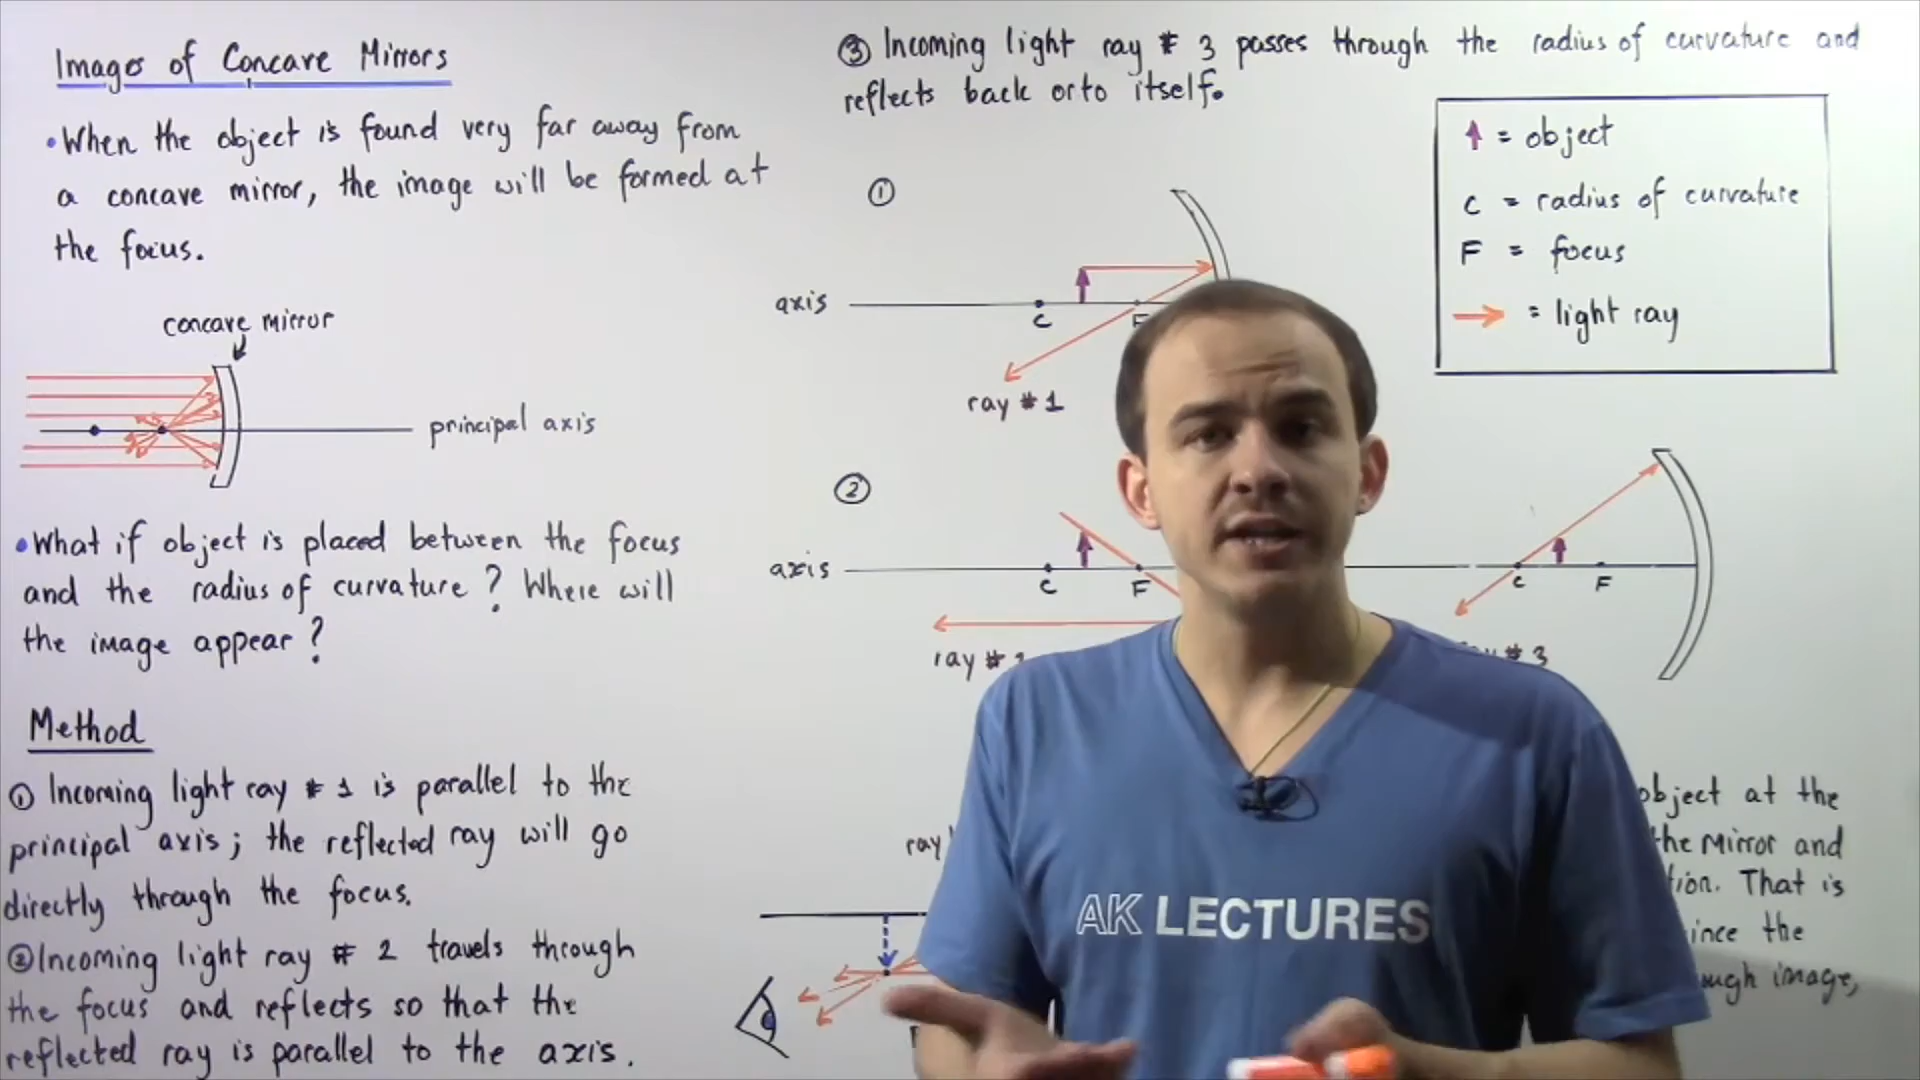 Images of Concave Mirrors
•When the object is found very far away from
a concave mirror, the image will be formed at
the focus.
concave mirror
principal axis
•What if object is placed between the focus
and the radius of curvature? Where will
the image appear?
Method
① Incoming light ray # 1 is parallel to the
principal axis; the reflected ray will go
directly through the focus.
② Incoming light ray # 2 travels through
the focus and reflects so that the
reflected ray is parallel to the axis.
③ Incoming light ray # 3 passes through the radius of curvature and
reflects back onto itself.
①
axis
C
F
ray # 1
②
axis
C
F
ray #
C
F
# 3
= object
C = radius of curvature
F = focus
= light ray
ray
object at the
the mirror and
That is
since the
image,
AK LECTURES